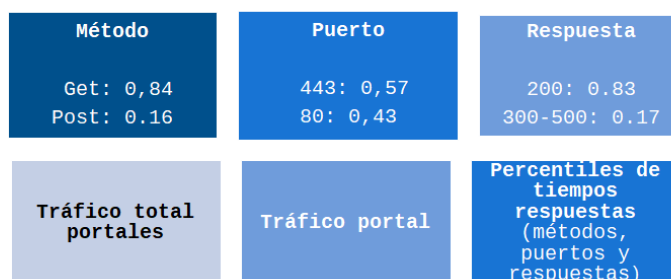 Método
Get: 0,84
Post: 0.16
Puerto
443: 0,57
80: 0,43
Respuesta
200: 0.83
300-500: 0.17
Tráfico total
portales
Tráfico portal
Percentiles de
tiempos
respuestas
(métodos,
puertos y
respuestas)